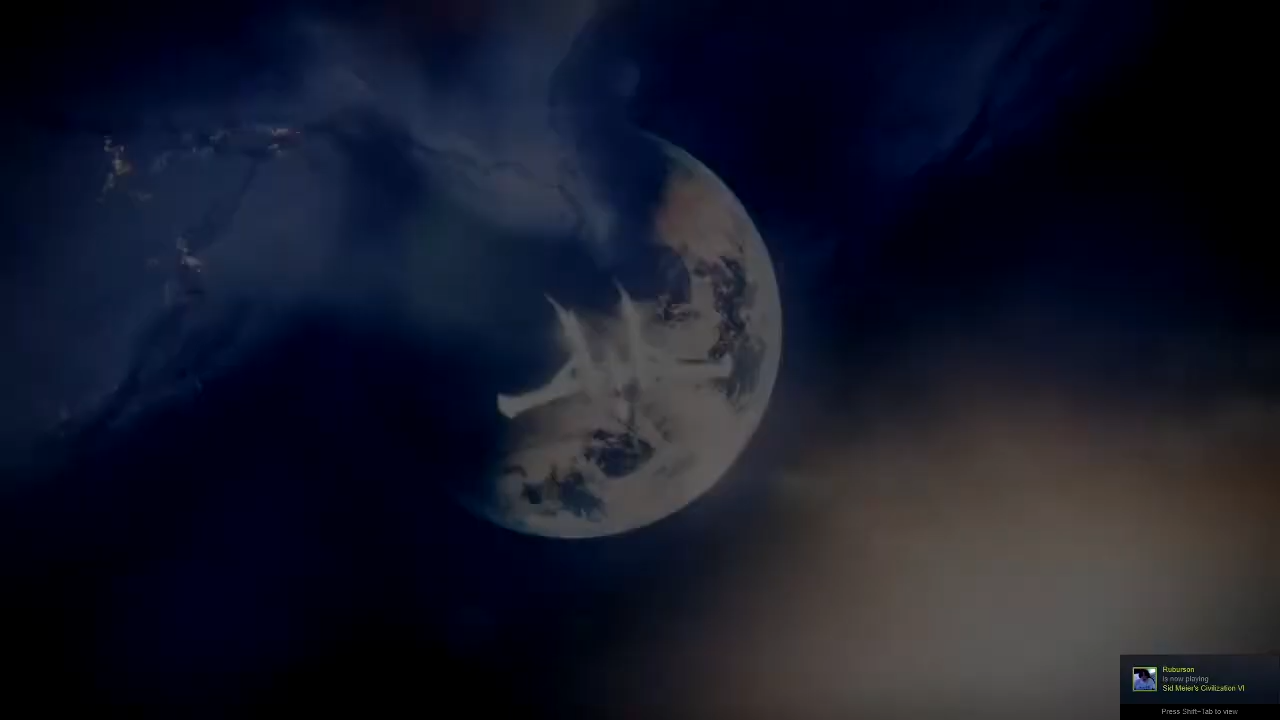 Ruburson
is now playing
Sid Meier's Civilization VI
Press Shift+Tab to view